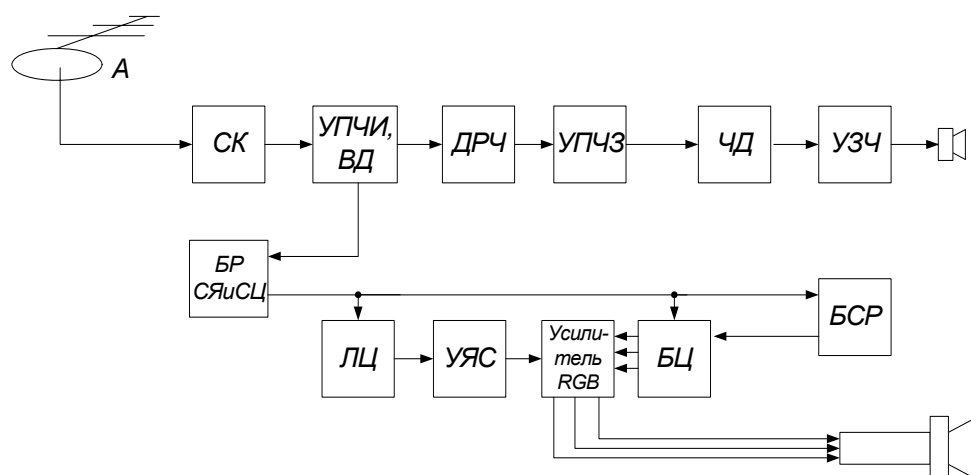 А
СК
УПЧИ,
ВД
ДРЧ
УПЧЗ
ЧД
УЗЧ
БР
СЯиСЦ
ЛЦ
УЯС
Усили-
тель
RGB
БЦ
БСР